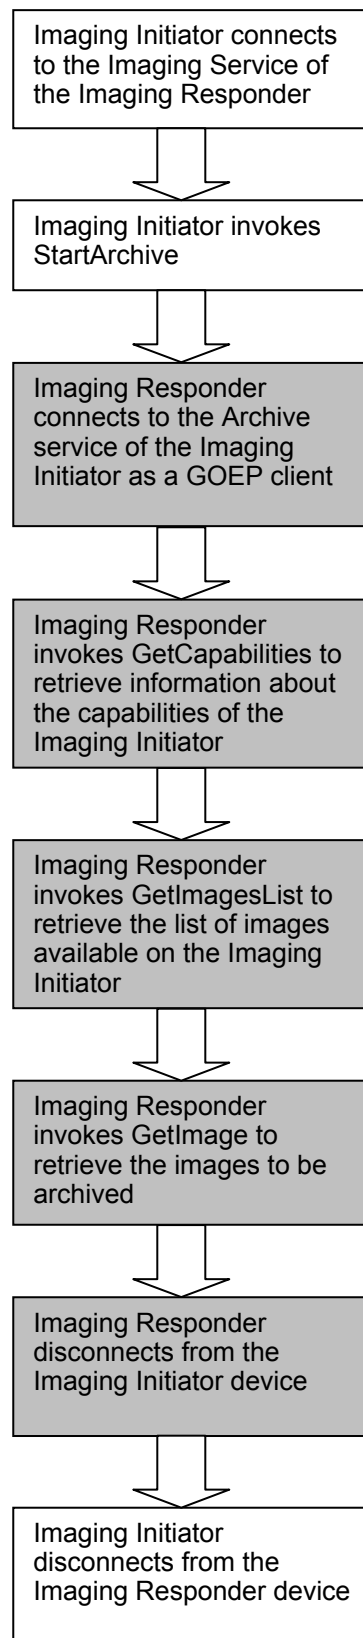 Imaging Initiator connects
to the Imaging Service of
the Imaging Responder
Imaging Initiator invokes
StartArchive
Imaging Responder
connects to the Archive
service of the Imaging
Initiator as a GOEP client
Imaging Responder
invokes GetCapabilities to
retrieve information about
the capabilities of the
Imaging Initiator
Imaging Responder
invokes GetImagesList to
retrieve the list of images
available on the Imaging
Initiator
Imaging Responder
invokes GetImage to
retrieve the images to be
archived
Imaging Responder
disconnects from the
Imaging Initiator device
Imaging Initiator
disconnects from the
Imaging Responder device